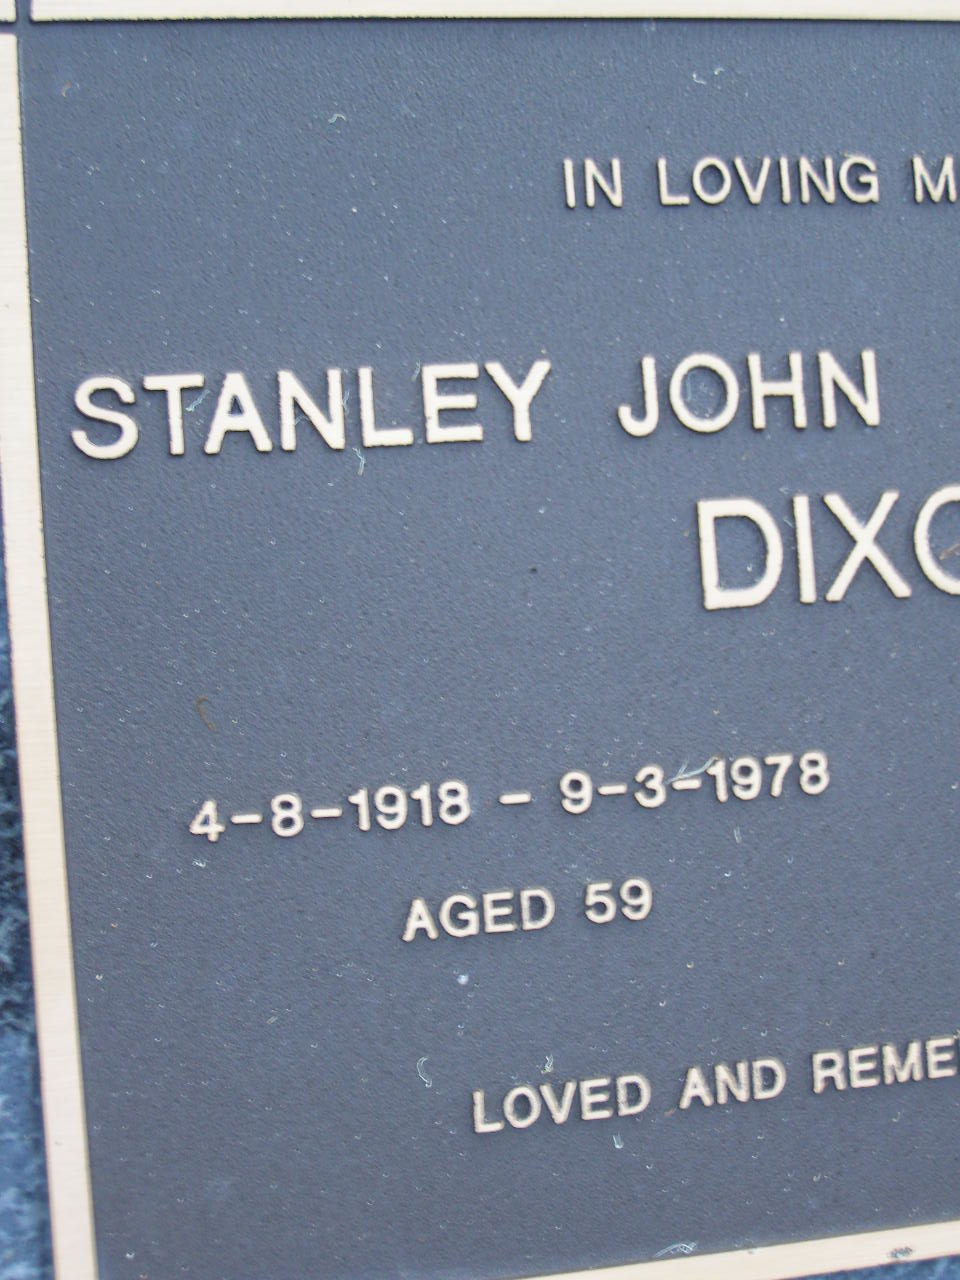 IN LOVING M
STANLEY JOHN
DIXO
4-8-1918 - 9-3-1978
AGED 59
LOVED AND REME